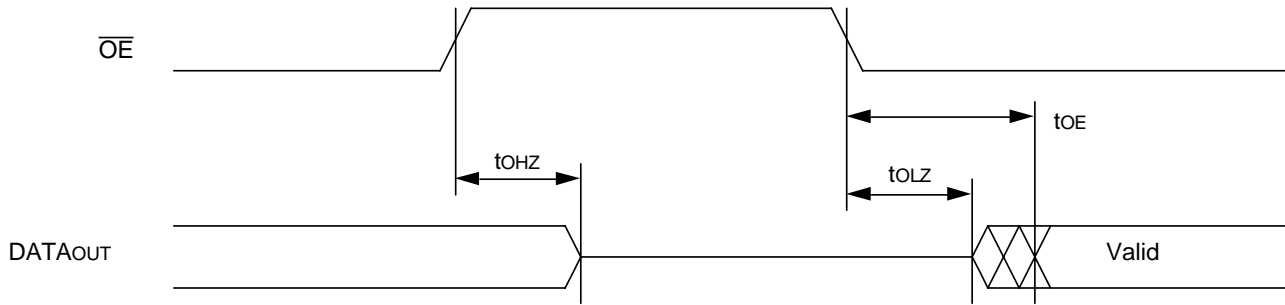 OE
tOE
tOHZ
tOLZ
DATAOUT
Valid